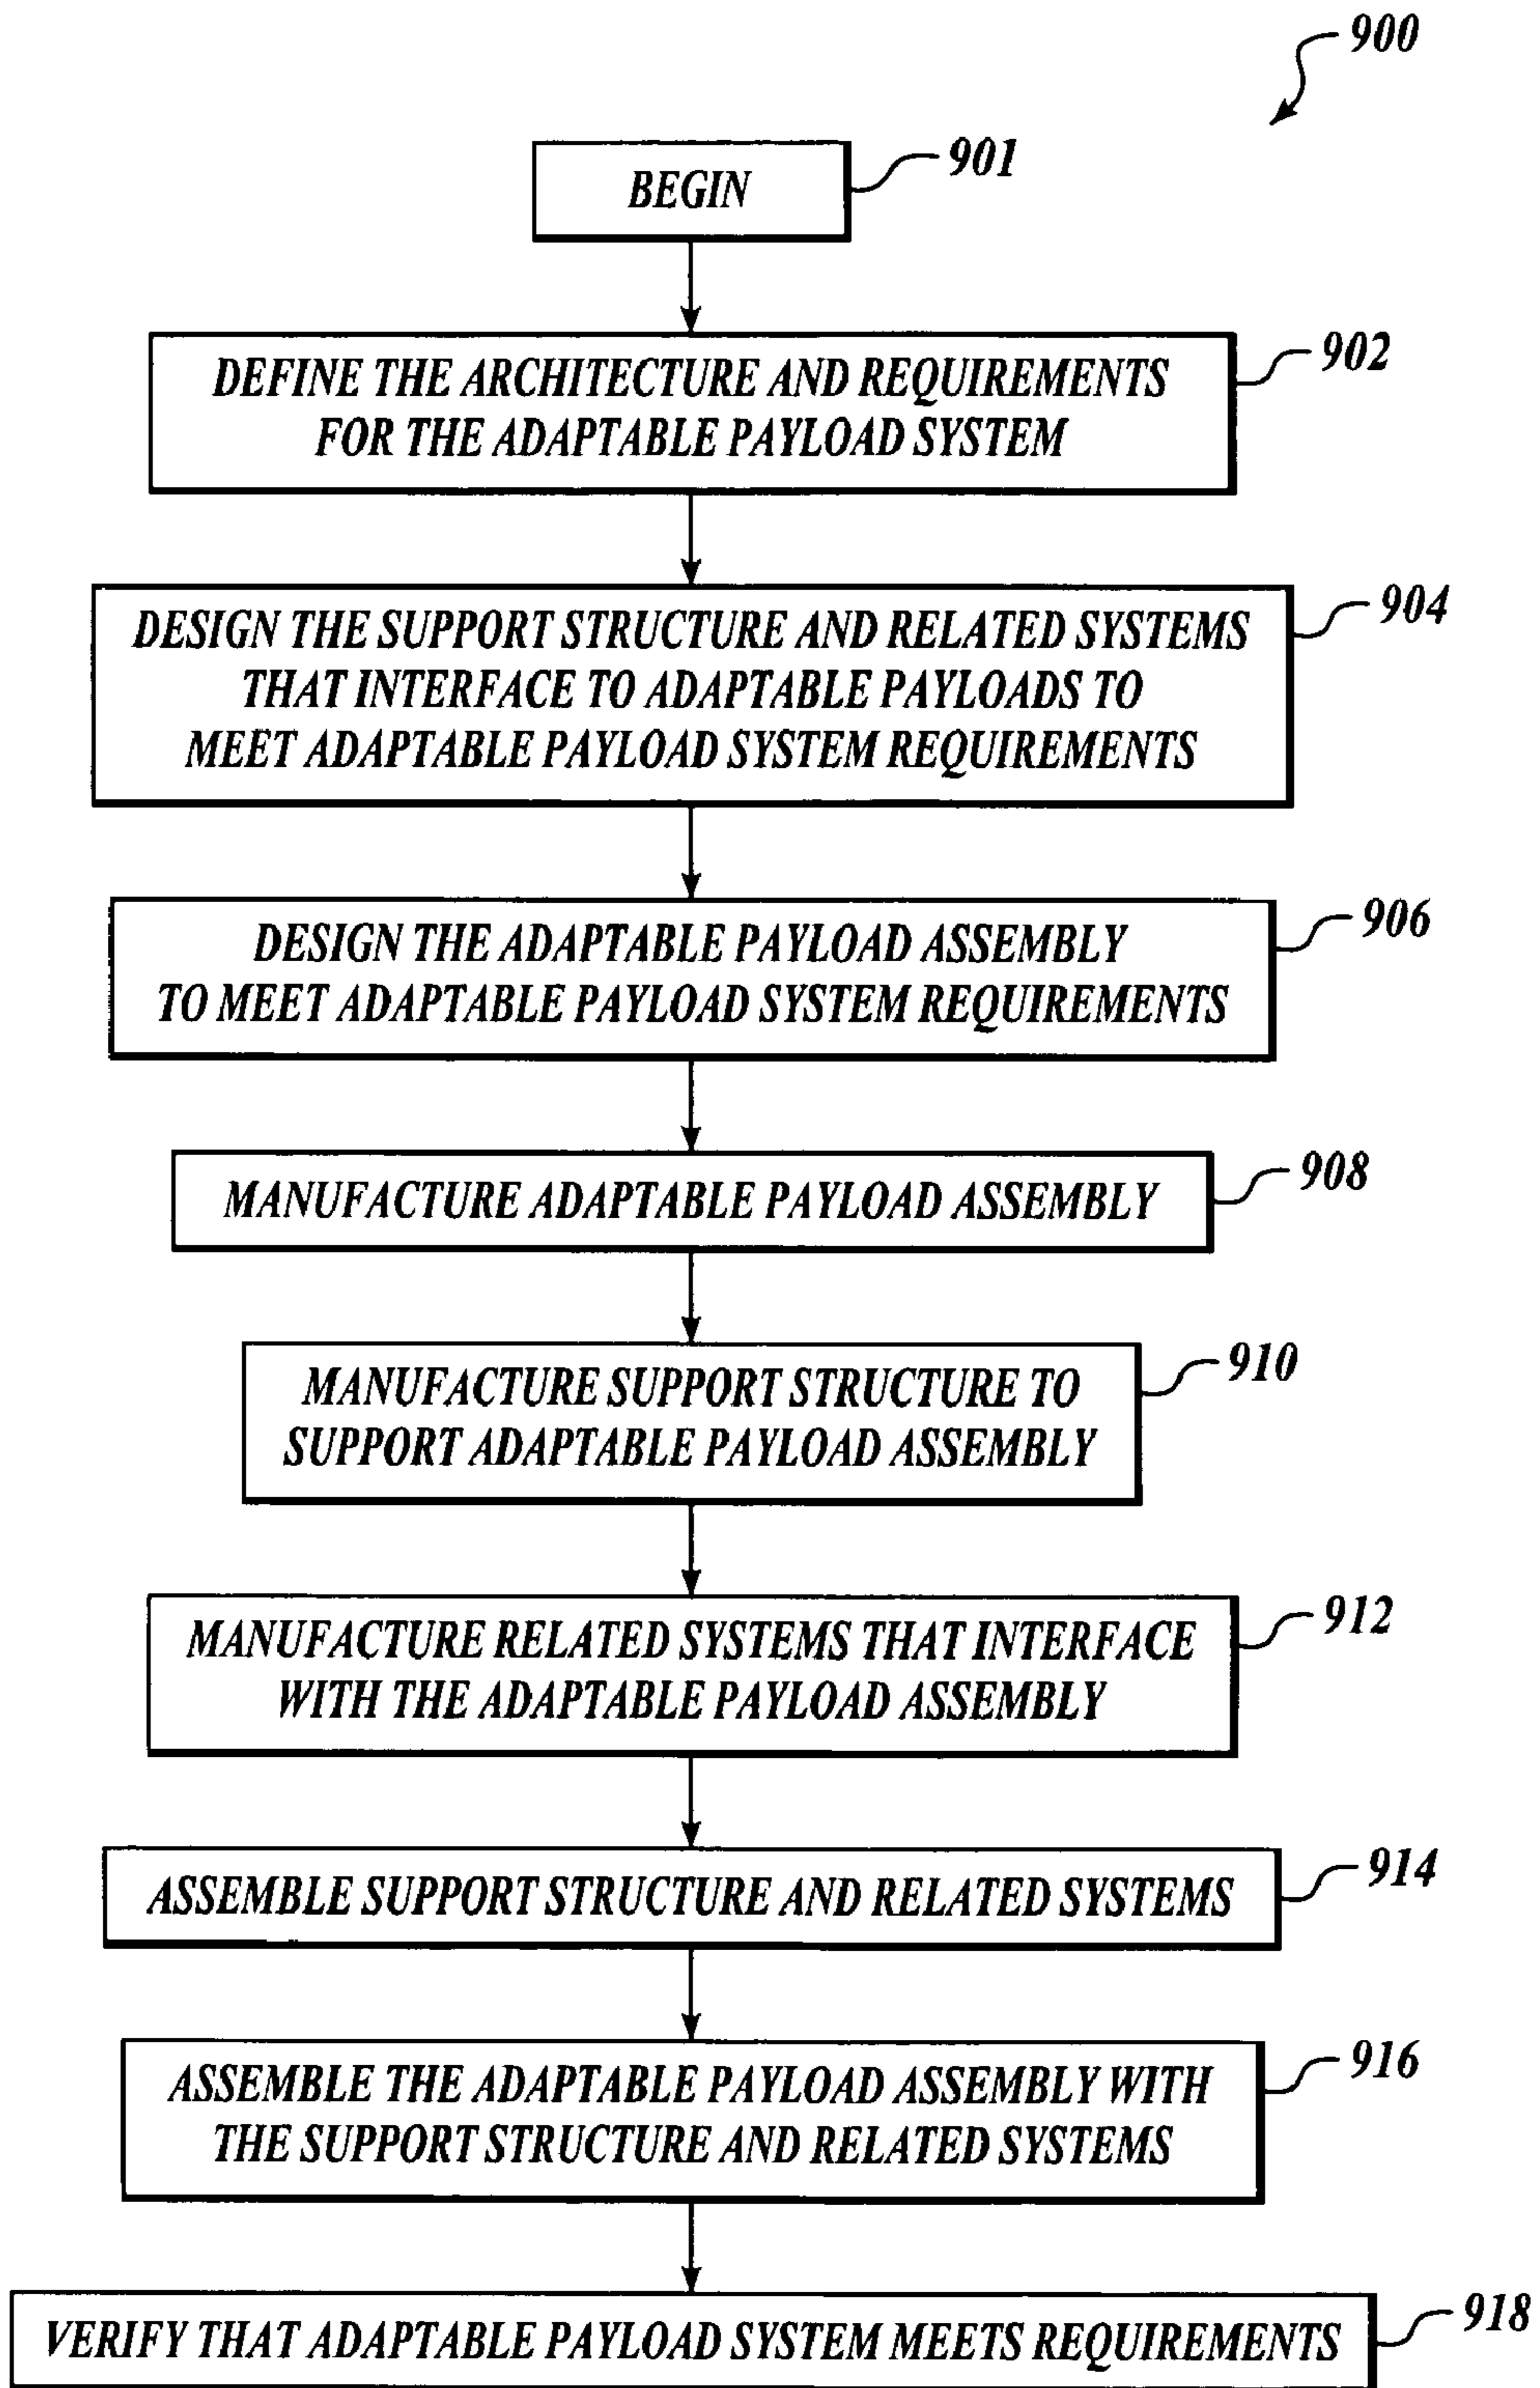 900
BEGIN
901
DEFINE THE ARCHITECTURE AND REQUIREMENTS
FOR THE ADAPTABLE PAYLOAD SYSTEM
902
DESIGN THE SUPPORT STRUCTURE AND RELATED SYSTEMS
THAT INTERFACE TO ADAPTABLE PAYLOADS TO
MEET ADAPTABLE PAYLOAD SYSTEM REQUIREMENTS
904
DESIGN THE ADAPTABLE PAYLOAD ASSEMBLY
TO MEET ADAPTABLE PAYLOAD SYSTEM REQUIREMENTS
906
MANUFACTURE ADAPTABLE PAYLOAD ASSEMBLY
908
MANUFACTURE SUPPORT STRUCTURE TO
SUPPORT ADAPTABLE PAYLOAD ASSEMBLY
910
MANUFACTURE RELATED SYSTEMS THAT INTERFACE
WITH THE ADAPTABLE PAYLOAD ASSEMBLY
912
ASSEMBLE SUPPORT STRUCTURE AND RELATED SYSTEMS
914
ASSEMBLE THE ADAPTABLE PAYLOAD ASSEMBLY WITH
THE SUPPORT STRUCTURE AND RELATED SYSTEMS
916
VERIFY THAT ADAPTABLE PAYLOAD SYSTEM MEETS REQUIREMENTS
918